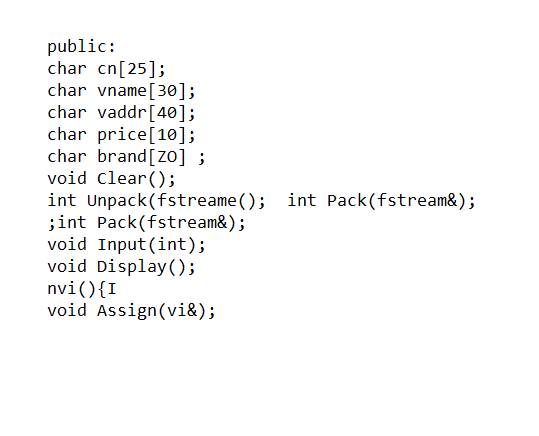 public:
char cn[25];
char vname[30];
char vaddr[40];
char price[10];
char brand[ZO] ;
void Clear();
int Unpack(fstreame();  int Pack(fstream&);
;int Pack(fstream&);
void Input(int);
void Display();
nvi(){I
void Assign(vi&);